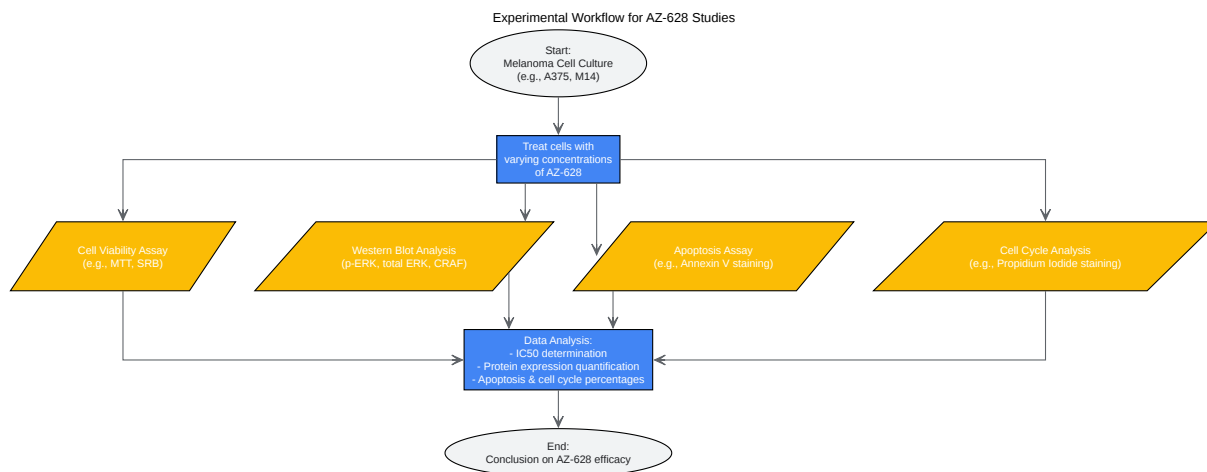 Experimental Workflow for AZ-628 Studies
Start:
Melanoma Cell Culture
(e.g., A375, M14)
Treat cells with
varying concentrations
of AZ-628
Cell Viability Assay
(e.g., MTT, SRB)
Western Blot Analysis
(p-ERK, total ERK, CRAF)
Apoptosis Assay
(e.g., Annexin V staining)
Cell Cycle Analysis
(e.g., Propidium Iodide staining)
Data Analysis:
- IC50 determination
- Protein expression quantification
- Apoptosis & cell cycle percentages
End:
Conclusion on AZ-628 efficacy